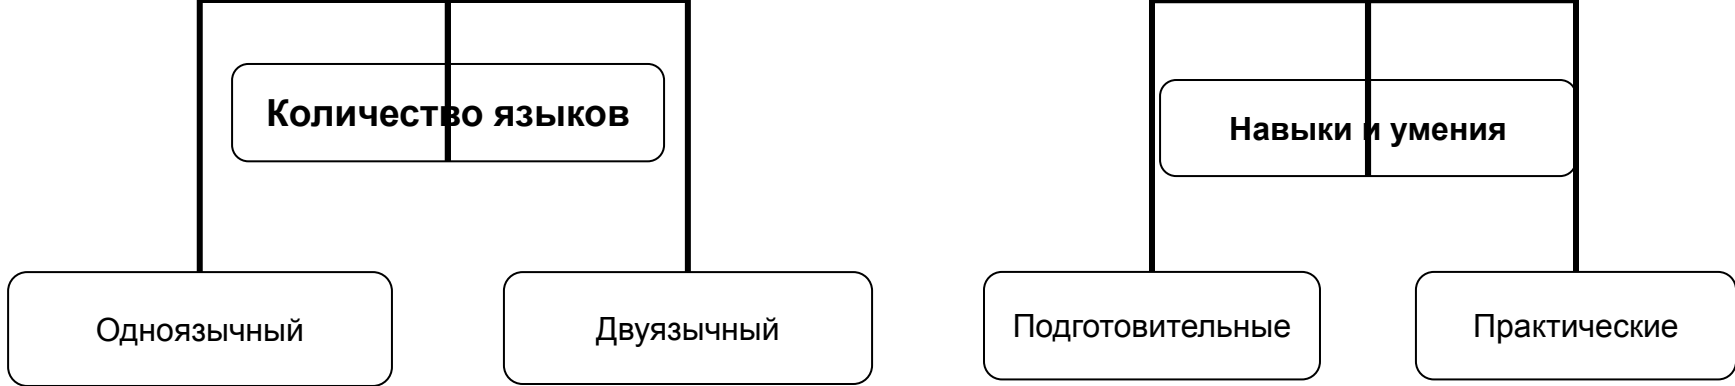 Количество языков
Навыки и умения
Одноязычный
Двуязычный
Подготовительные
Практические